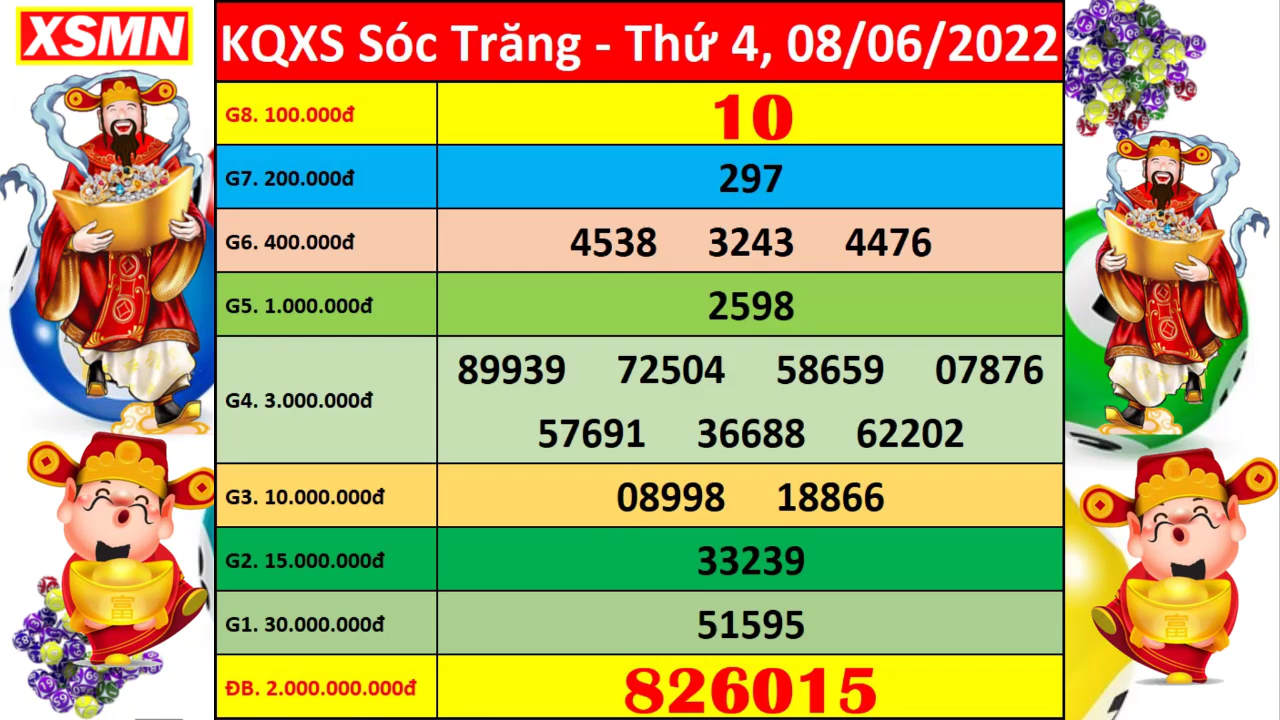 XSMN
KQXS Sóc Trăng - Thứ 4, 08/06/2022
G8. 100.000đ 10
G7. 200.000đ 297
G6. 400.000đ 4538 3243 4476
G5. 1.000.000đ 2598
G4. 3.000.000đ 89939 72504 58659 07876
57691 36688 62202
G3. 10.000.000đ 08998 18866
G2. 15.000.000đ 33239
G1. 30.000.000đ 51595
ĐB. 2.000.000.000đ 826015
富
富